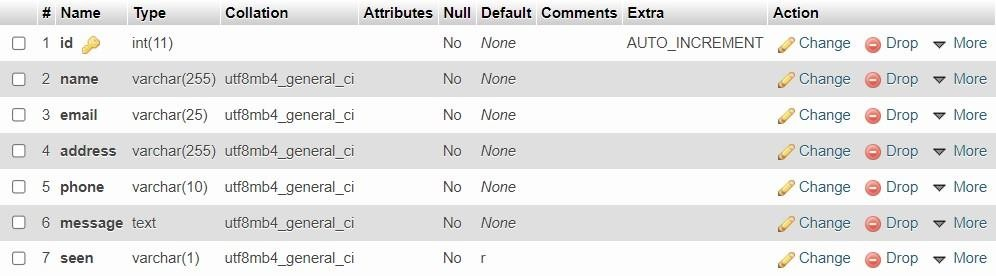 # Name Type Collation Attributes Null Default Comments Extra Action
1 id int(11) No None AUTO_INCREMENT Change Drop More
2 name varchar(255) utf8mb4_general_ci No None Change Drop More
3 email varchar(25) utf8mb4_general_ci No None Change Drop More
4 address varchar(255) utf8mb4_general_ci No None Change Drop More
5 phone varchar(10) utf8mb4_general_ci No None Change Drop More
6 message text utf8mb4_general_ci No None Change Drop More
7 seen varchar(1) utf8mb4_general_ci No r Change Drop More